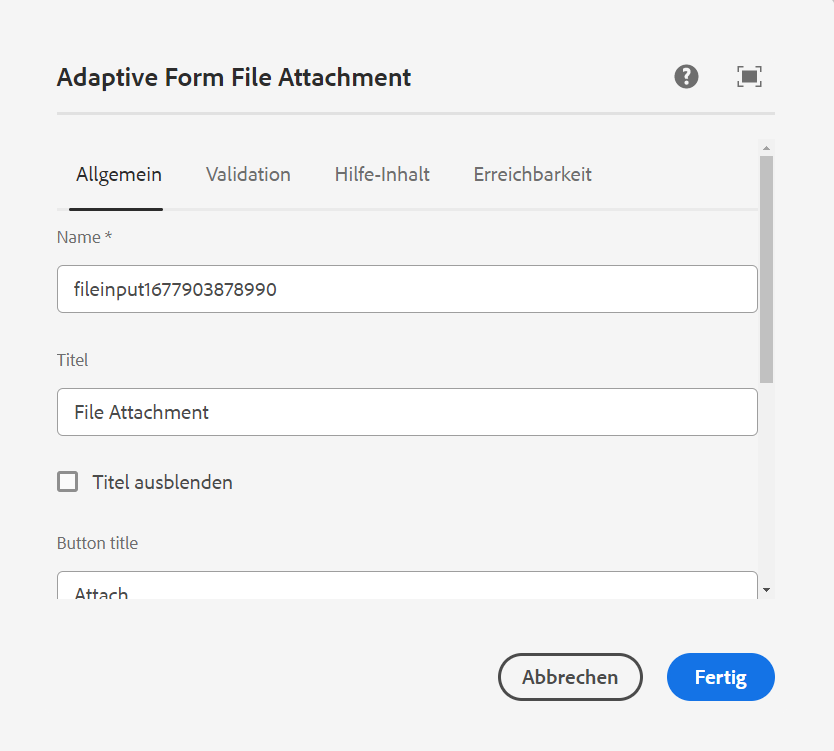 Adaptive Form File Attachment
Allgemein Validation Hilfe-Inhalt Erreichbarkeit
Name *
fileinput1677903878990
Titel
File Attachment
Titel ausblenden
Button title
Attach
Abbrechen Fertig